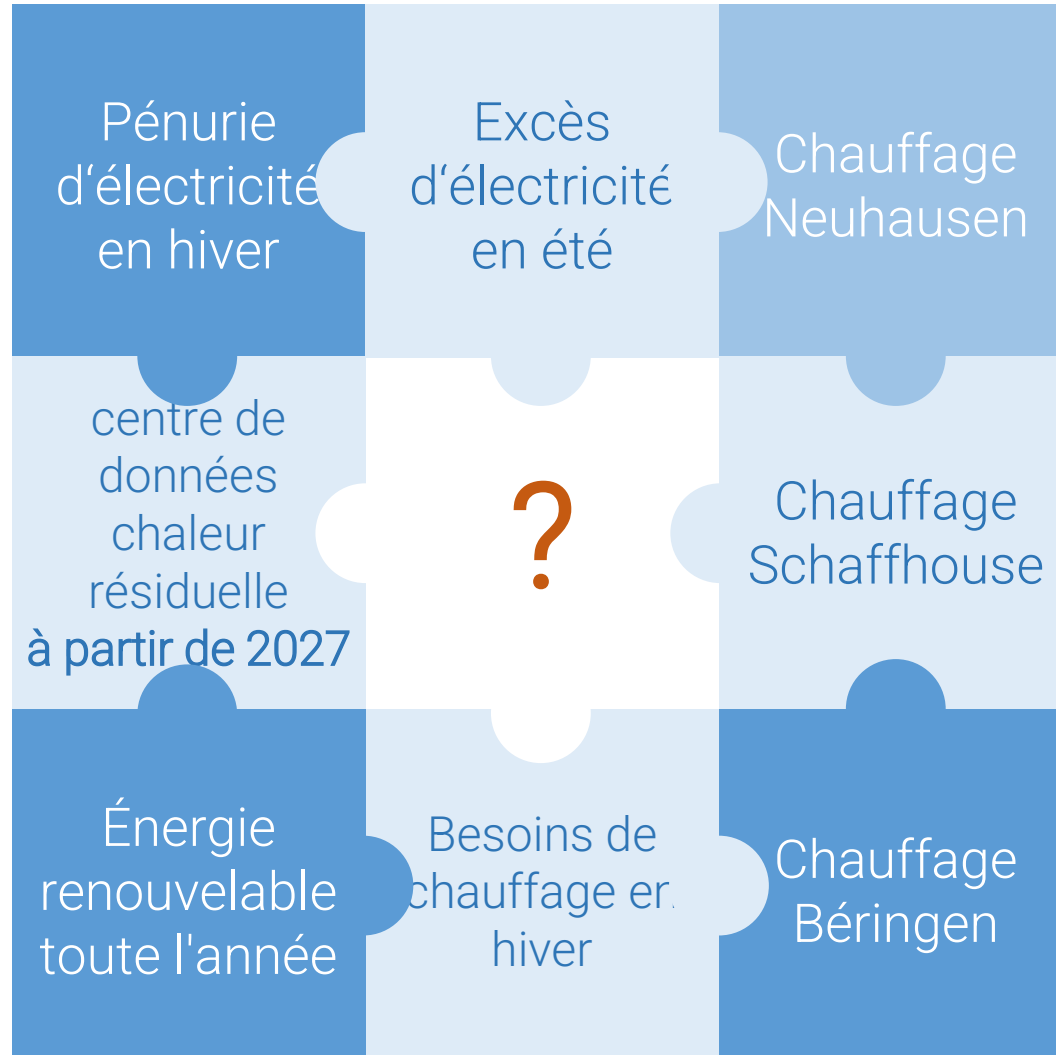 Pénurie
d‘électricité
en hiver
Excès
d'électricité
en été
Chauffage
Neuhausen
centre de
données
chaleur
résiduelle
à partir de 2027
?
Chauffage
Schaffhouse
Énergie
renouvelable
toute l'année
Besoins de
chauffage en
hiver
Chauffage
Béringen